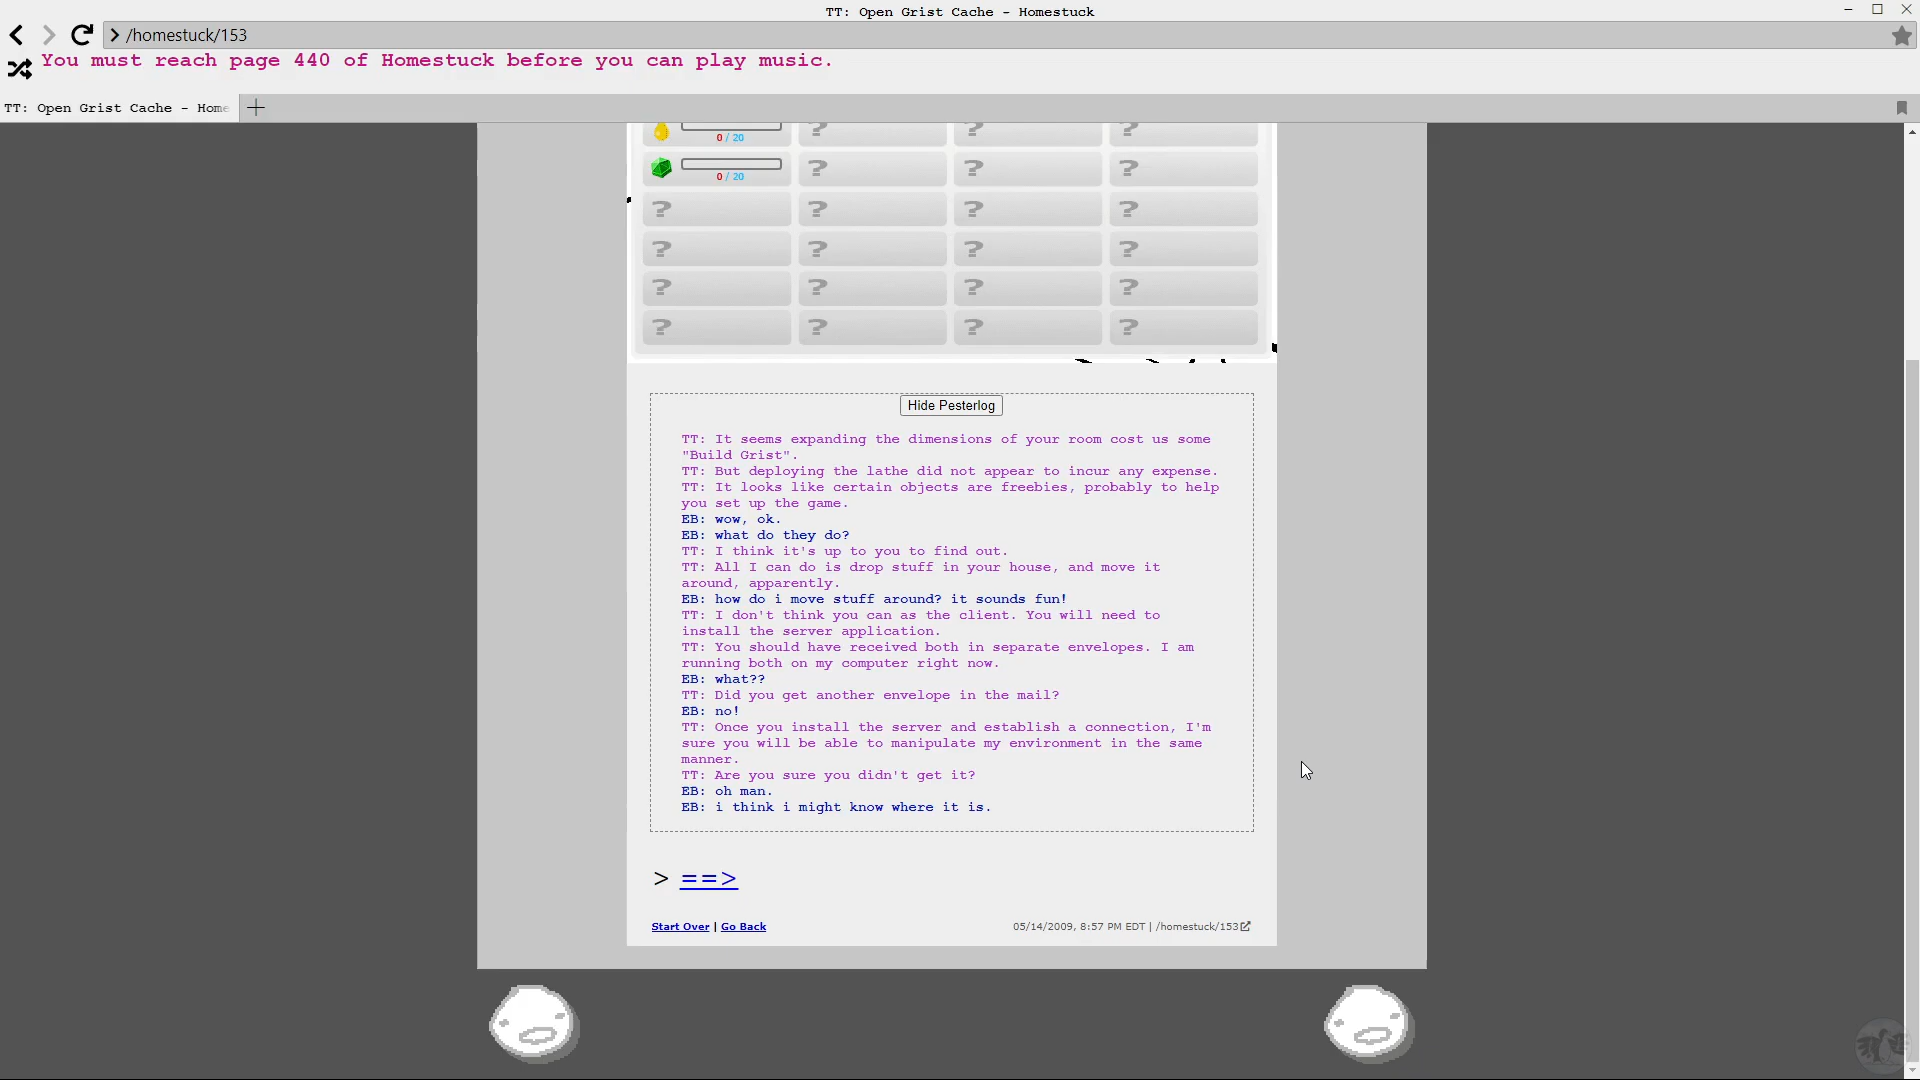 TT: Open Grist Cache - Homestuck
/homestuck/153
You must reach page 440 of Homestuck before you can play music.
TT: Open Grist Cache - Home
0 / 20
? ? ?
0 / 20
? ? ?
? ? ? ?
? ? ? ?
? ? ? ?
? ? ? ?
Hide Pesterlog
TT: It seems expanding the dimensions of your room cost us some
"Build Grist".
TT: But deploying the lathe did not appear to incur any expense.
TT: It looks like certain objects are freebies, probably to help
you set up the game.
EB: wow, ok.
EB: what do they do?
TT: I think it's up to you to find out.
TT: All I can do is drop stuff in your house, and move it
around, apparently.
EB: how do i move stuff around? it sounds fun!
TT: I don't think you can as the client. You will need to
install the server application.
TT: You should have received both in separate envelopes. I am
running both on my computer right now.
EB: what??
TT: Did you get another envelope in the mail?
EB: no!
TT: Once you install the server and establish a connection, I'm
sure you will be able to manipulate my environment in the same
manner.
TT: Are you sure you didn't get it?
EB: oh man.
EB: i think i might know where it is.
> ==>
Start Over | Go Back
05/14/2009, 8:57 PM EDT | /homestuck/153